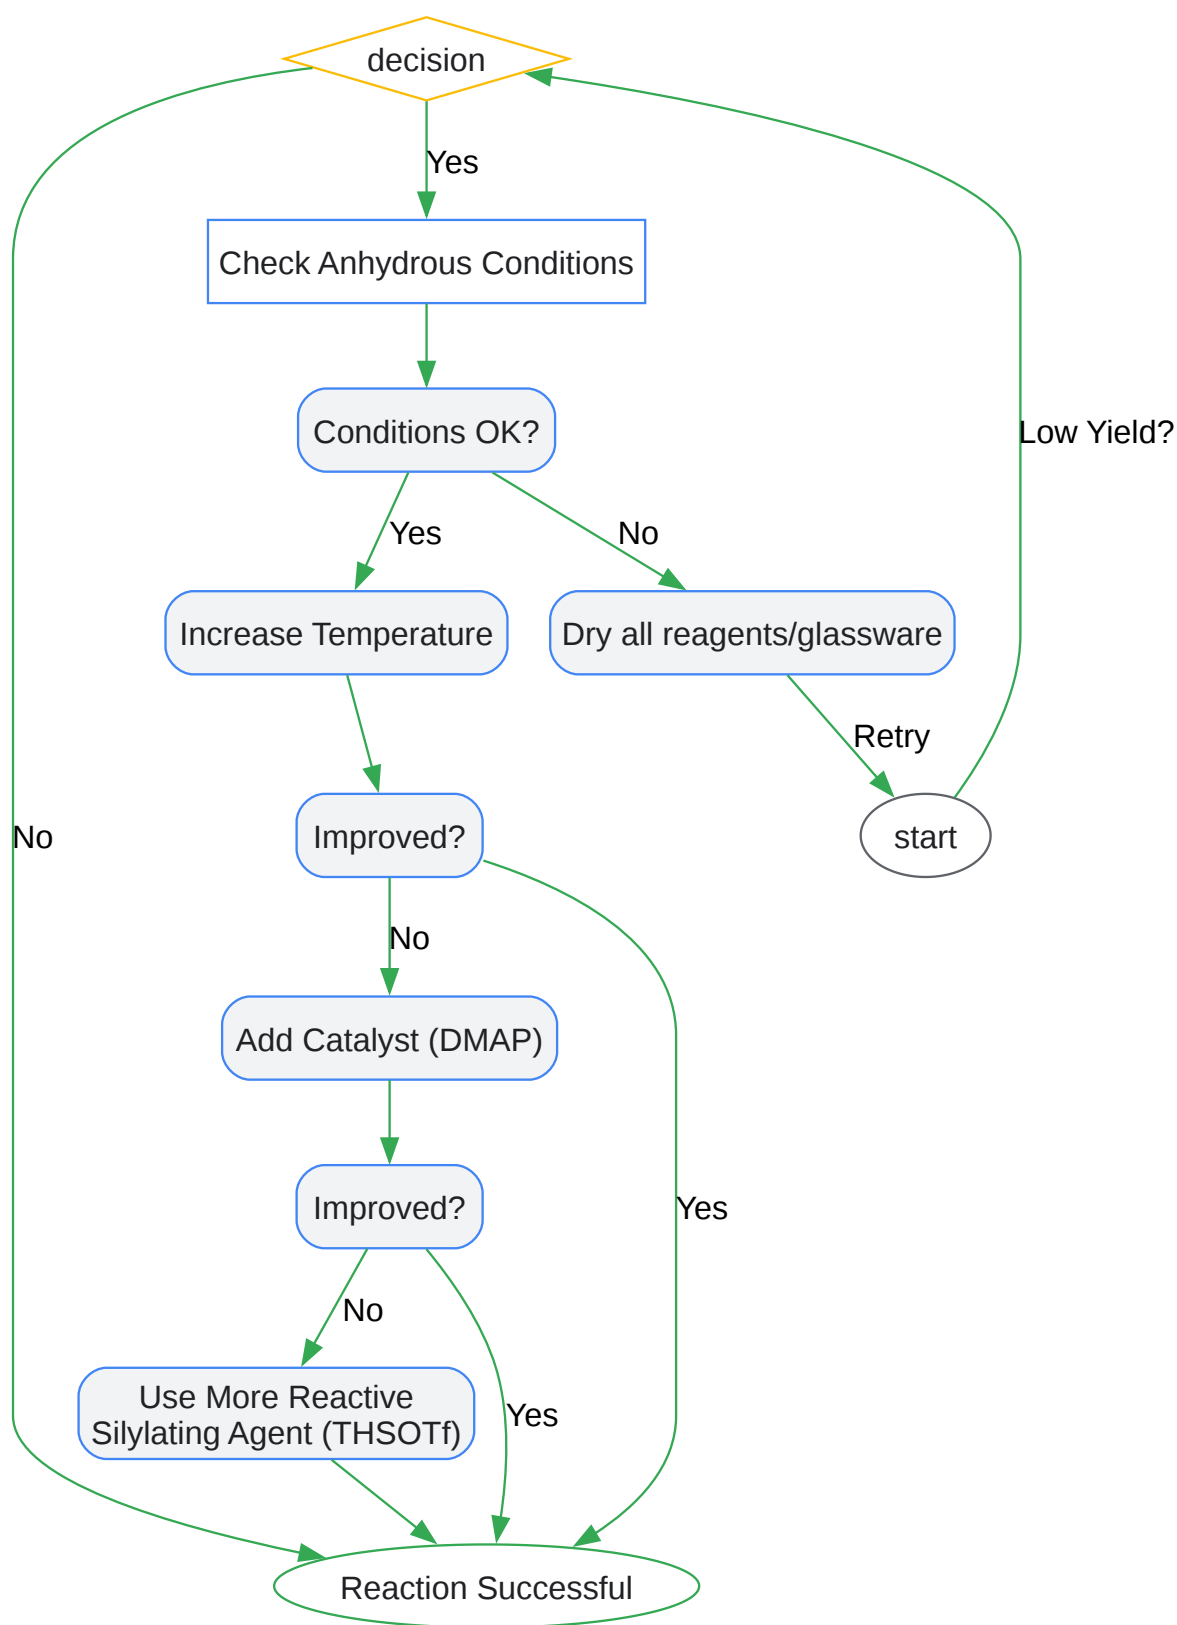 decision
Yes
Check Anhydrous Conditions
Conditions OK?
Low Yield?
Yes
No
Increase Temperature
Dry all reagents/glassware
Retry
No
Improved?
start
No
Add Catalyst (DMAP)
Improved?
Yes
No
Use More Reactive
Silylating Agent (THSOTf)
Yes
Reaction Successful